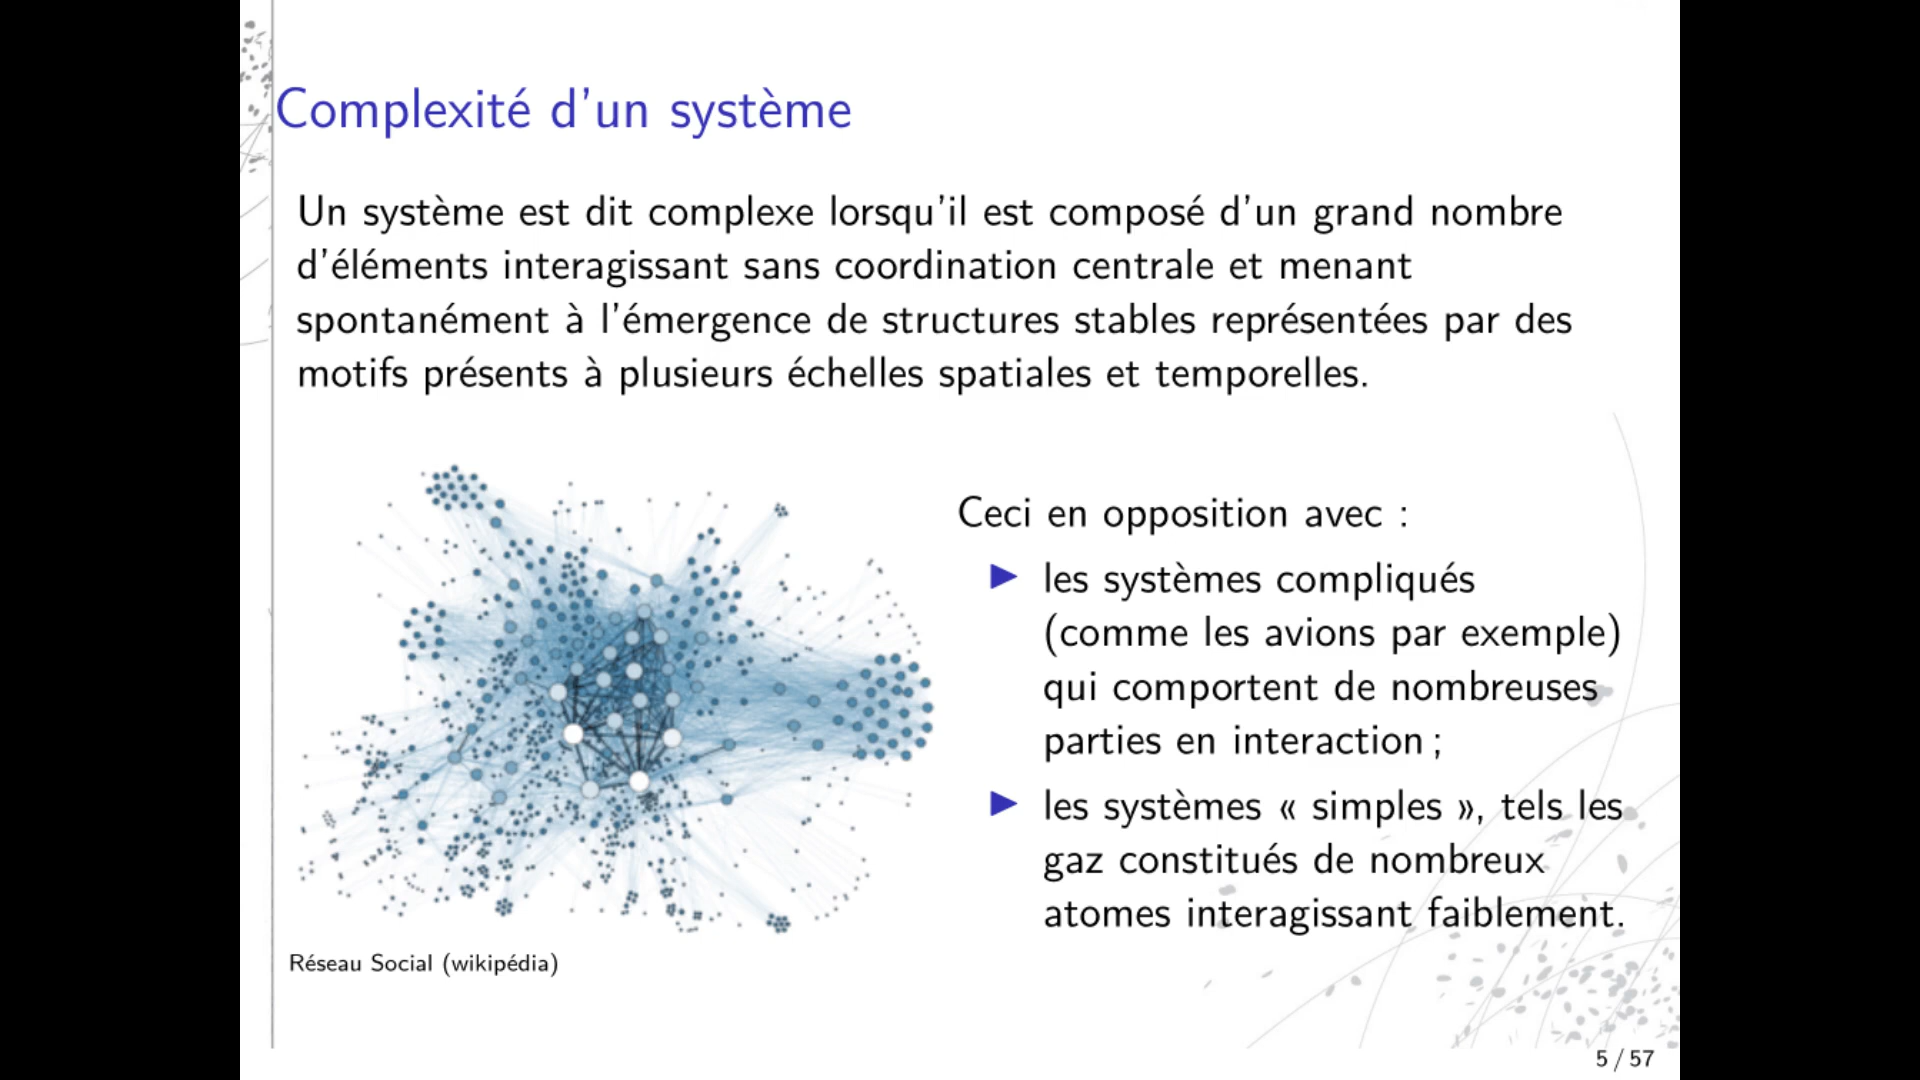 Complexité d'un système
Un système est dit complexe lorsqu'il est composé d'un grand nombre
d'éléments interagissant sans coordination centrale et menant
spontanément à l'émergence de structures stables représentées par des
motifs présents à plusieurs échelles spatiales et temporelles.
Réseau Social (wikipédia)
Ceci en opposition avec :
les systèmes compliqués
(comme les avions par exemple)
qui comportent de nombreuses
parties en interaction ;
les systèmes « simples », tels les
gaz constitués de nombreux
atomes interagissant faiblement.
5 / 57